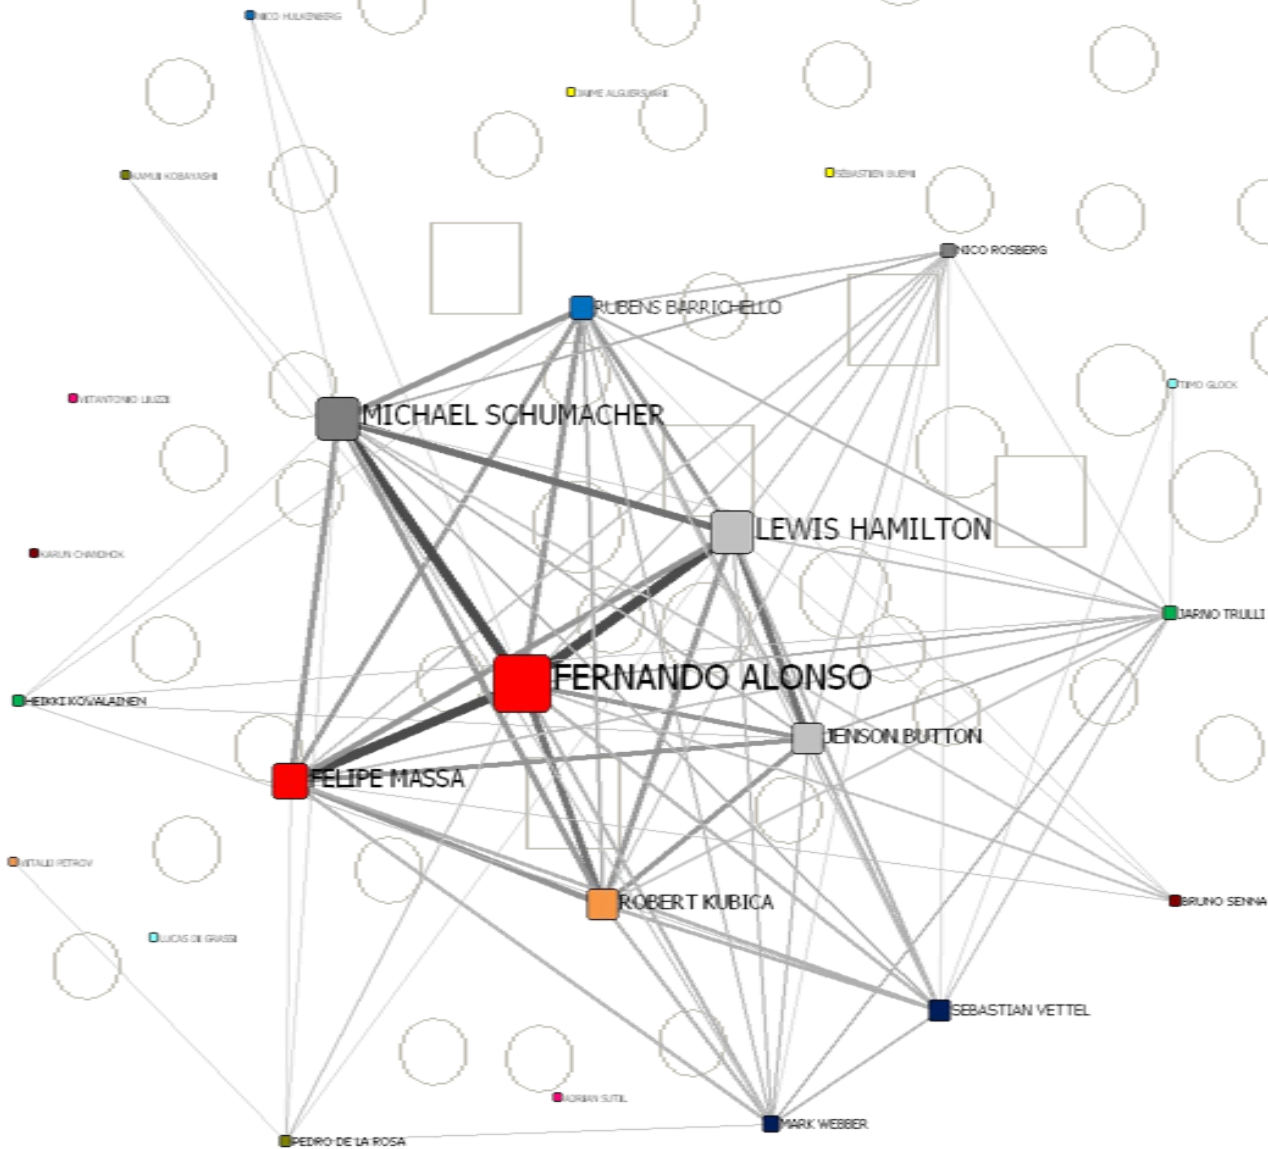 NICO HULKENBERG
JAIME ALGUERSUARI
KAMUI KOBAYASHI
SÉBASTIEN BUEMI
NICO ROSBERG
RUBENS BARRICHELLO
TIMO GLOCK
VITANTONIO LIUZZI
MICHAEL SCHUMACHER
LEWIS HAMILTON
KARUN CHANDHOK
JARNO TRULLI
FERNANDO ALONSO
HEIKKI KOVALAINEN
JENSON BUTTON
FELIPE MASSA
VITALIJ PETROV
ROBERT KUBICA
BRUNO SENNA
LUCAS DI GRASSI
SEBASTIAN VETTEL
ADRIAN SUTIL
MARK WEBBER
PEDRO DE LA ROSA